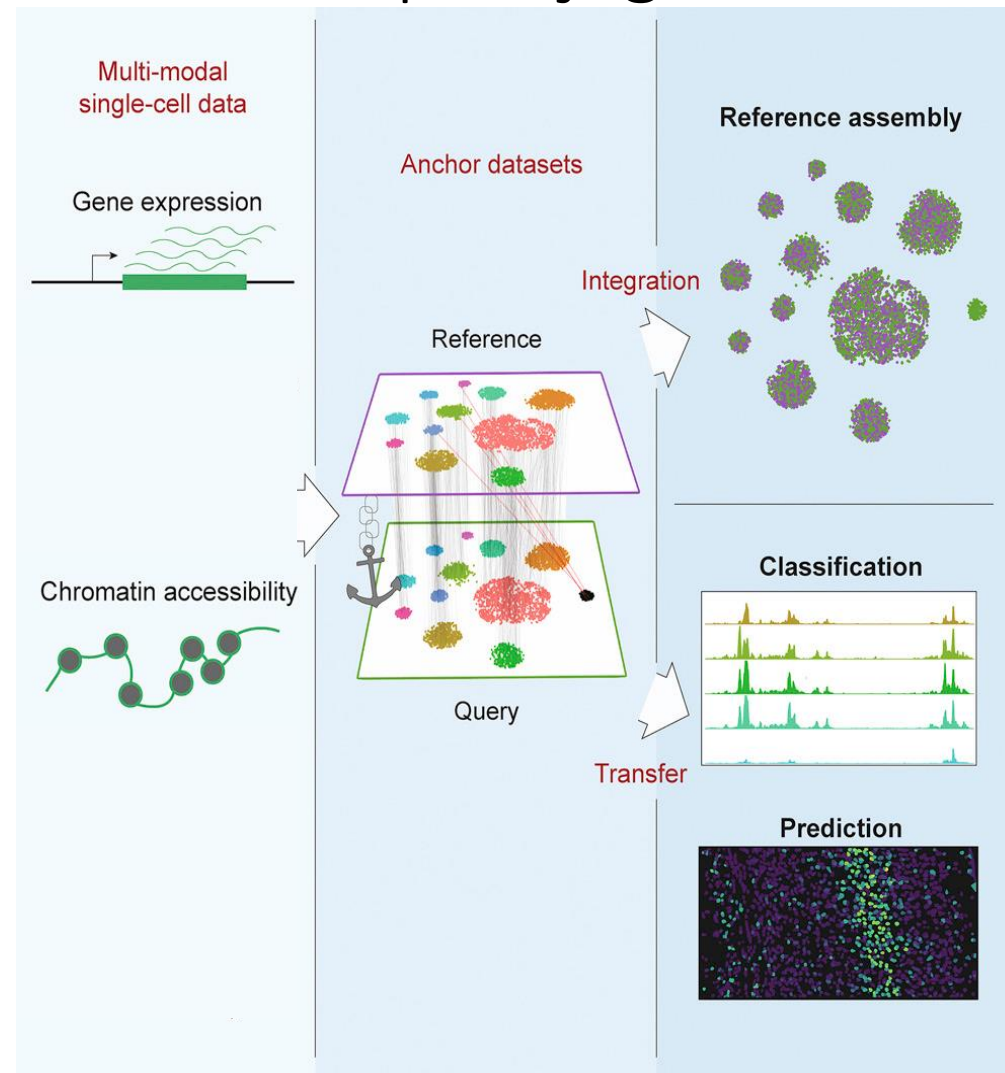 Multi-modal
single-cell data
Gene expression
Chromatin accessibility
Anchor datasets
Reference
Query
Integration
Transfer
Reference assembly
Classification
Prediction